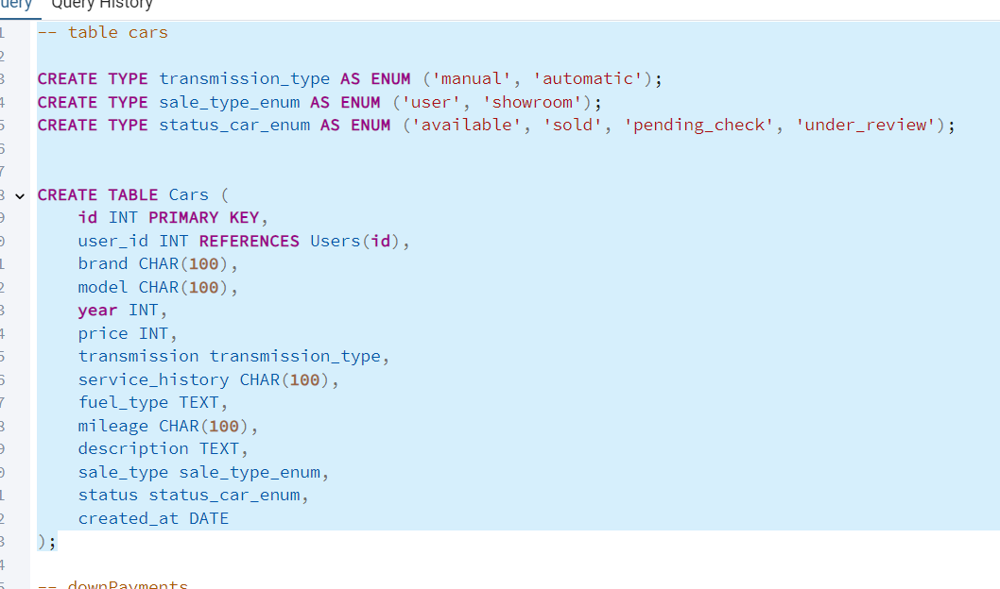 Query History
-- table cars
CREATE TYPE transmission_type AS ENUM ('manual', 'automatic');
CREATE TYPE sale_type_enum AS ENUM ('user', 'showroom');
CREATE TYPE status_car_enum AS ENUM ('available', 'sold', 'pending_check', 'under_review');
CREATE TABLE Cars (
id INT PRIMARY KEY,
user_id INT REFERENCES Users(id),
brand CHAR(100),
model CHAR(100),
year INT,
price INT,
transmission transmission_type,
service_history CHAR(100),
fuel_type TEXT,
mileage CHAR(100),
description TEXT,
sale_type sale_type_enum,
status status_car_enum,
created_at DATE
);
-- downPayments